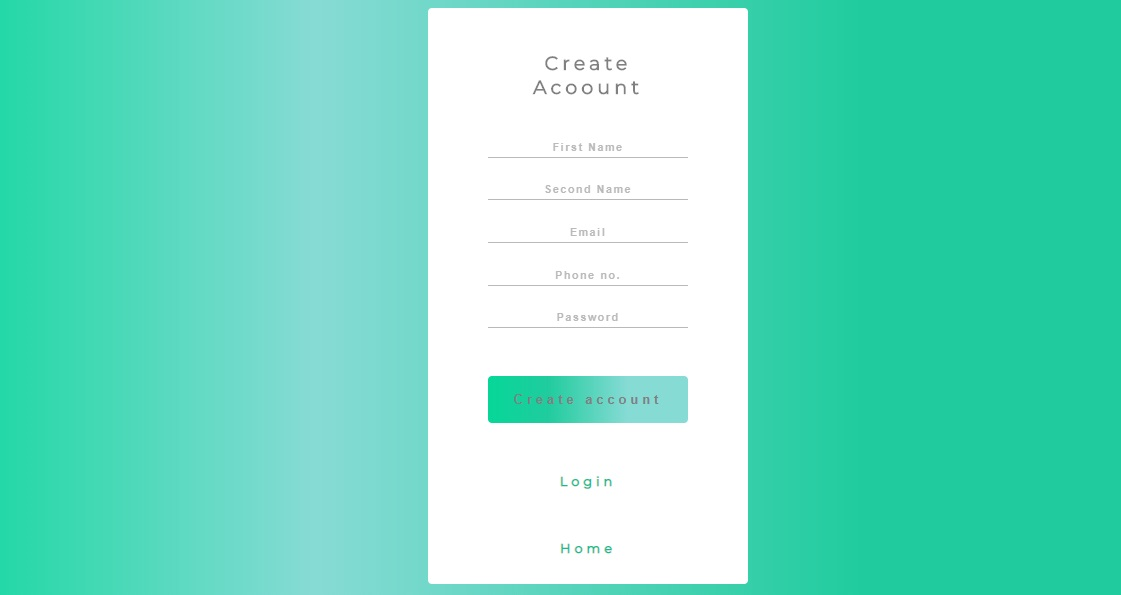 Create
Acoount
First Name
Second Name
Email
Phone no.
Password
Create account
Login
Home